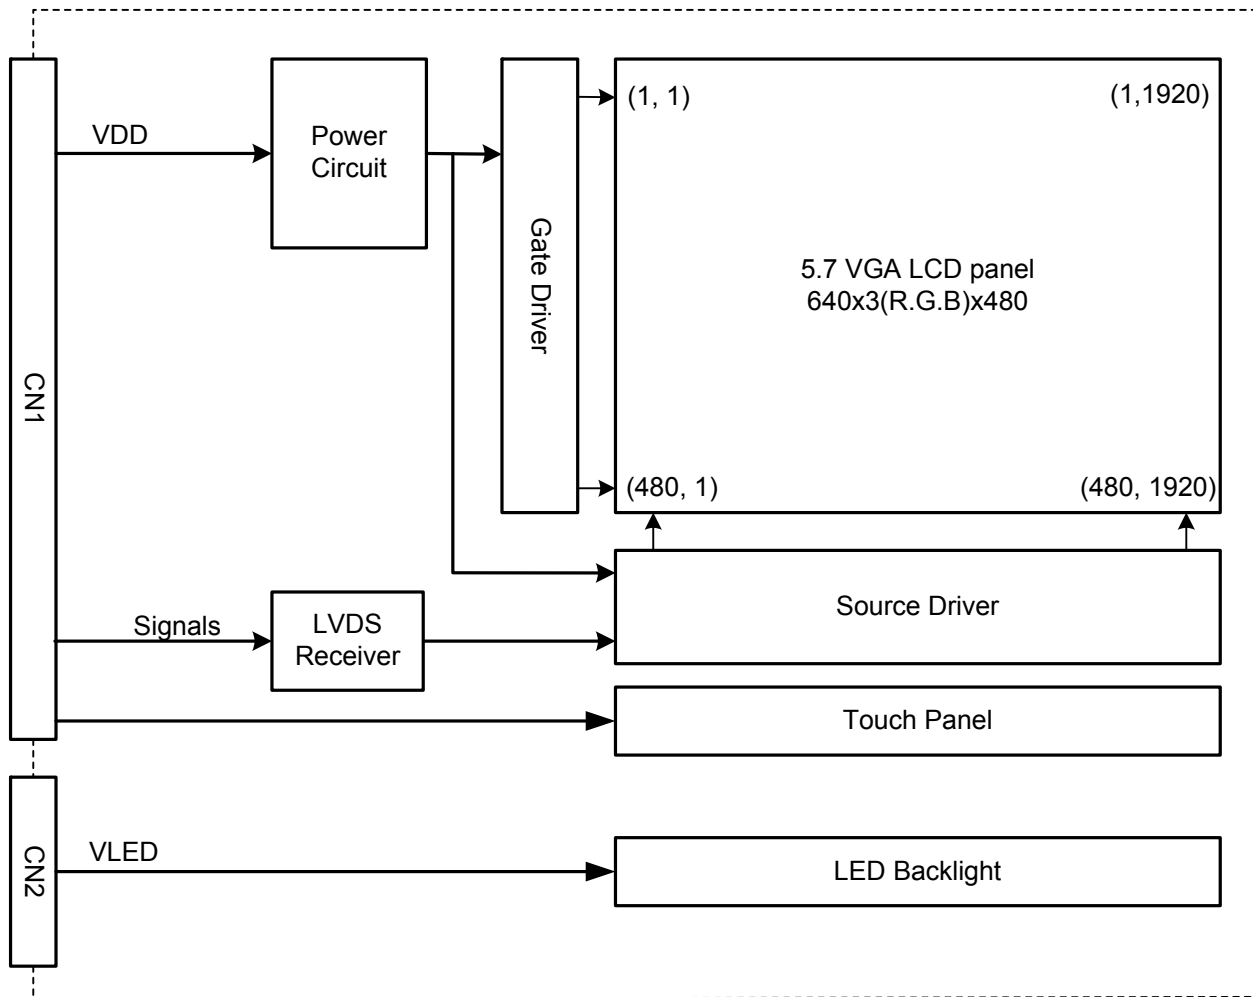 CN1
VDD
Power
Circuit
Gate Driver
(1, 1)
(1,1920)
5.7 VGA LCD panel
640x3(R.G.B)x480
(480, 1)
(480, 1920)
Signals
LVDS
Receiver
Source Driver
Touch Panel
CN2
VLED
LED Backlight